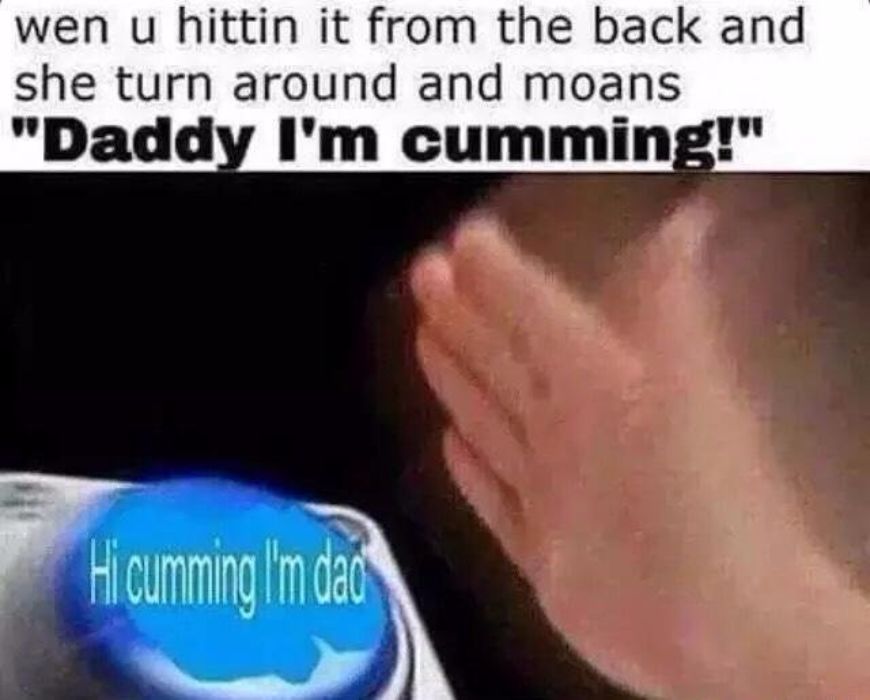 wen u hittin it from the back and
she turn around and moans
"Daddy I'm cumming!"
Hi cumming I'm dad